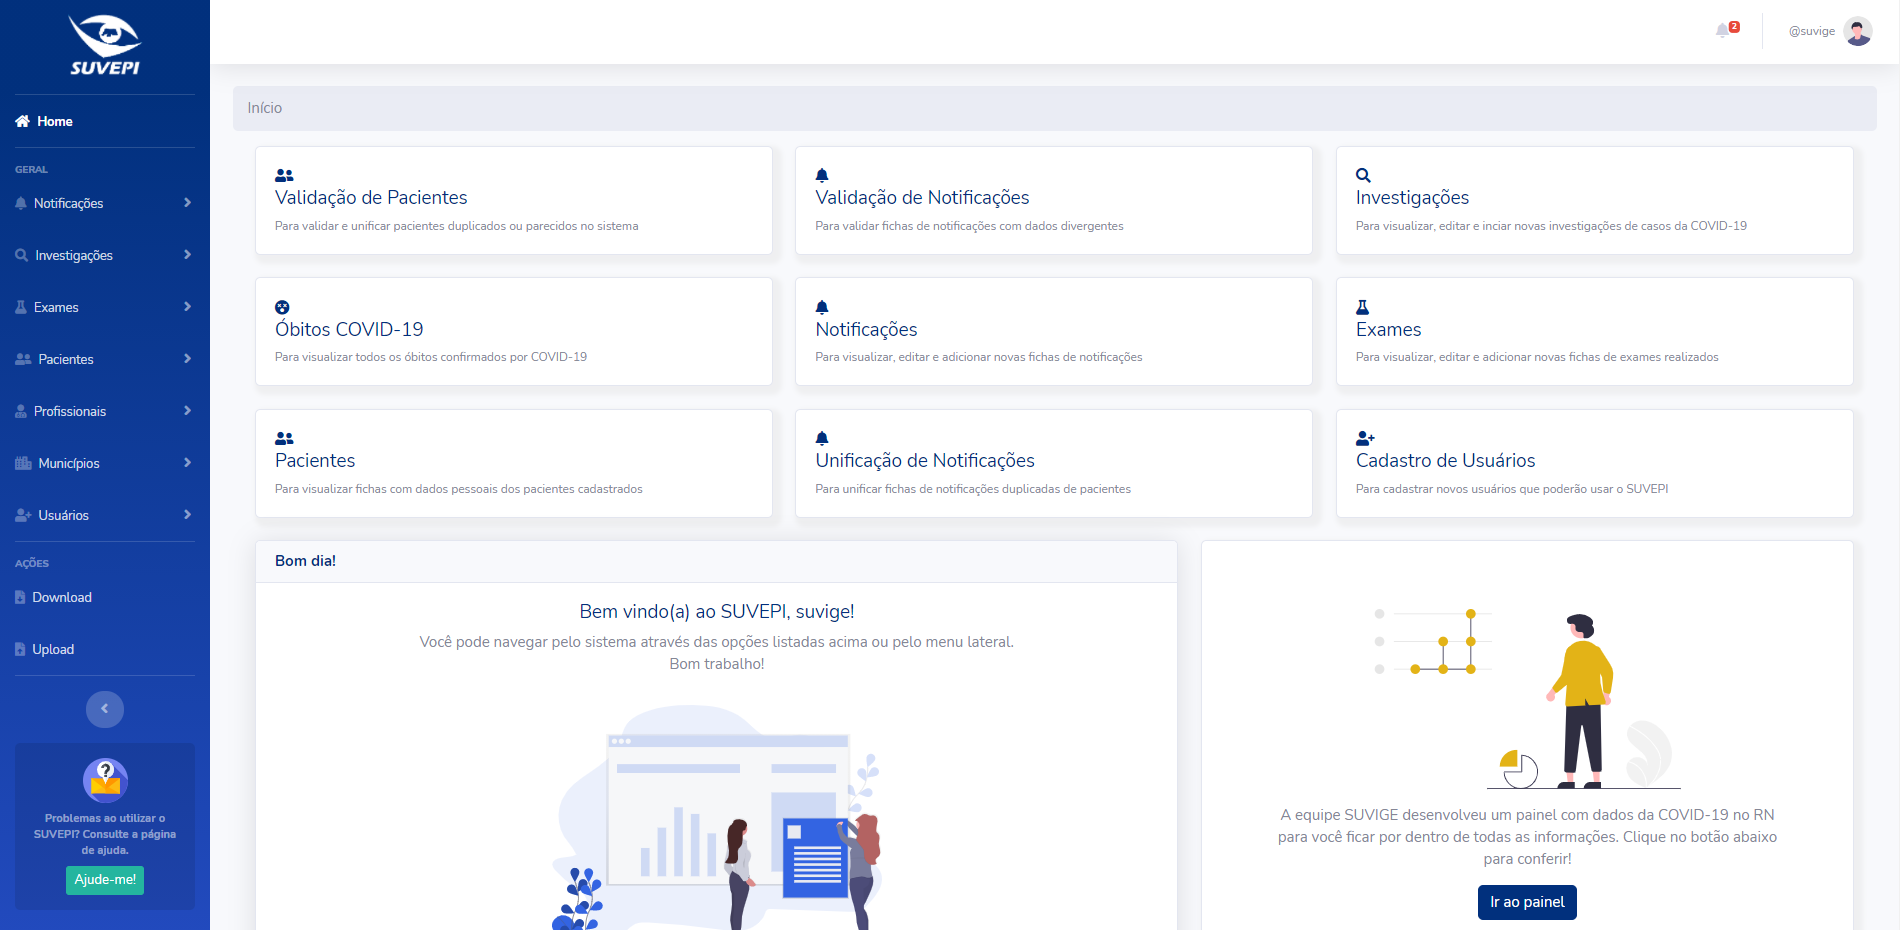 SUVEPI
Home
GERAL
Notificações
Investigações
Exames
Pacientes
Profissionais
Municípios
Usuários
AÇÕES
Download
Upload
?
Problemas ao utilizar o
SUVEPI? Consulte a página
de ajuda.
Ajude-me!
2
@suvige
Início
Validação de Pacientes
Para validar e unificar pacientes duplicados ou parecidos no sistema
Validação de Notificações
Para validar fichas de notificações com dados divergentes
Investigações
Para visualizar, editar e inciar novas investigações de casos da COVID-19
Óbitos COVID-19
Para visualizar todos os óbitos confirmados por COVID-19
Notificações
Para visualizar, editar e adicionar novas fichas de notificações
Exames
Para visualizar, editar e adicionar novas fichas de exames realizados
Pacientes
Para visualizar fichas com dados pessoais dos pacientes cadastrados
Unificação de Notificações
Para unificar fichas de notificações duplicadas de pacientes
Cadastro de Usuários
Para cadastrar novos usuários que poderão usar o SUVEPI
Bom dia!
Bem vindo(a) ao SUVEPI, suvige!
Você pode navegar pelo sistema através das opções listadas acima ou pelo menu lateral.
Bom trabalho!
A equipe SUVIGE desenvolveu um painel com dados da COVID-19 no RN
para você ficar por dentro de todas as informações. Clique no botão abaixo
para conferir!
Ir ao painel